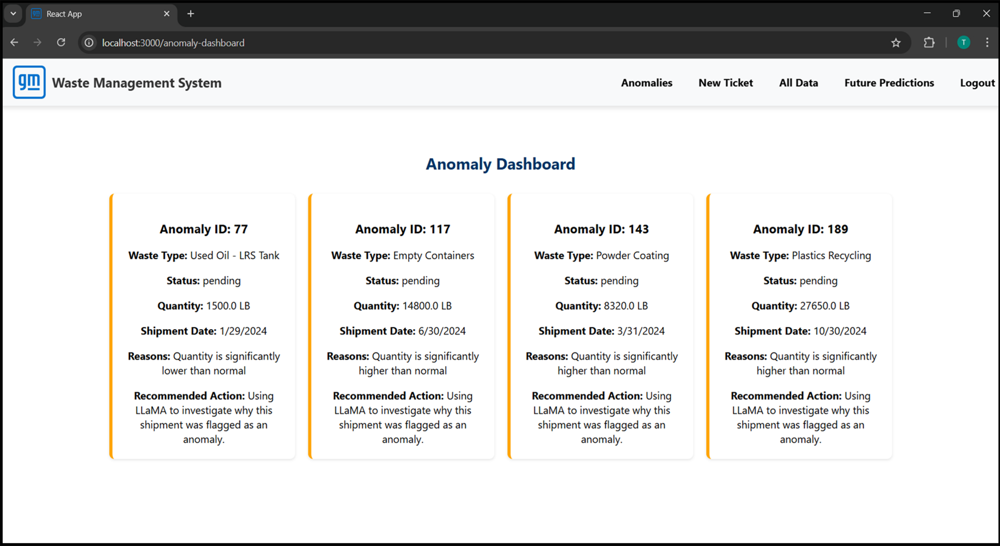 React App
localhost:3000/anomaly-dashboard
gm
Waste Management System
Anomalies
New Ticket
All Data
Future Predictions
Logout
Anomaly Dashboard
Anomaly ID: 77
Waste Type: Used Oil - LRS Tank
Status: pending
Quantity: 1500.0 LB
Shipment Date: 1/29/2024
Reasons: Quantity is significantly
lower than normal
Recommended Action: Using
LLaMA to investigate why this
shipment was flagged as an
anomaly.
Anomaly ID: 117
Waste Type: Empty Containers
Status: pending
Quantity: 14800.0 LB
Shipment Date: 6/30/2024
Reasons: Quantity is significantly
higher than normal
Recommended Action: Using
LLaMA to investigate why this
shipment was flagged as an
anomaly.
Anomaly ID: 143
Waste Type: Powder Coating
Status: pending
Quantity: 8320.0 LB
Shipment Date: 3/31/2024
Reasons: Quantity is significantly
higher than normal
Recommended Action: Using
LLaMA to investigate why this
shipment was flagged as an
anomaly.
Anomaly ID: 189
Waste Type: Plastics Recycling
Status: pending
Quantity: 27650.0 LB
Shipment Date: 10/30/2024
Reasons: Quantity is significantly
higher than normal
Recommended Action: Using
LLaMA to investigate why this
shipment was flagged as an
anomaly.
T